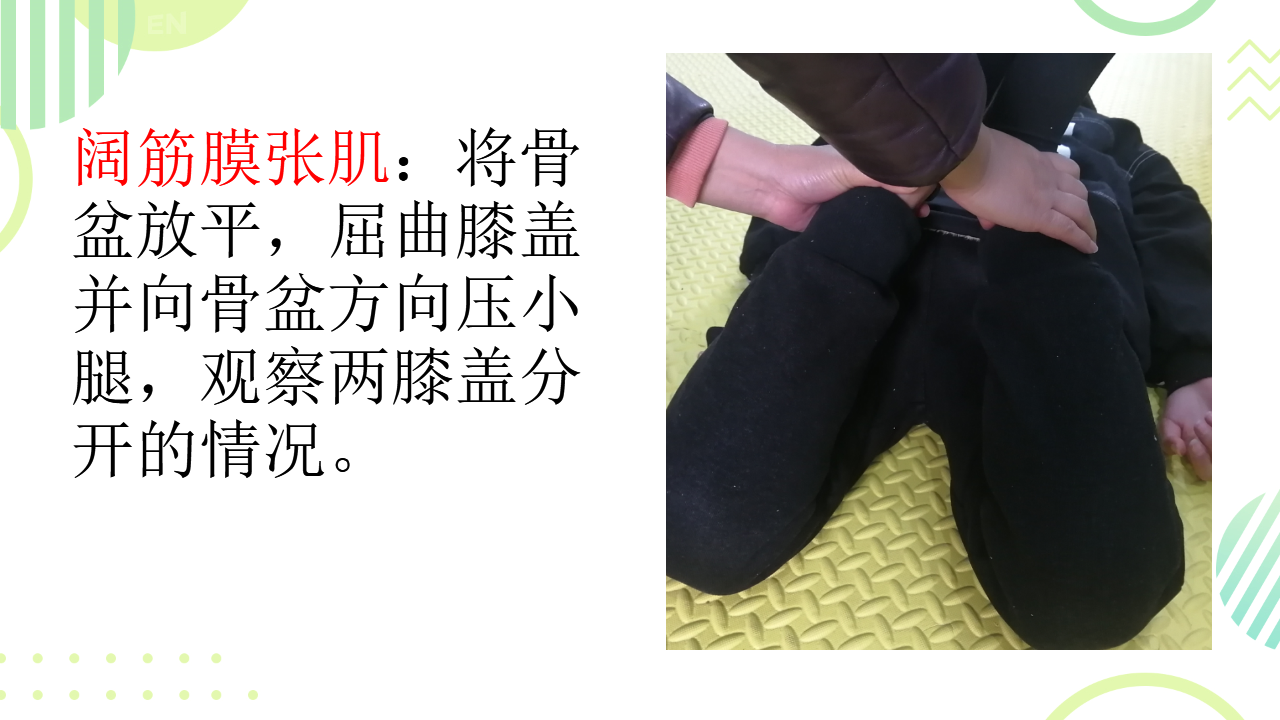 EN
阔筋膜张肌：将骨
盆放平，屈曲膝盖
并向骨盆方向压小
腿，观察两膝盖分
开的情况。